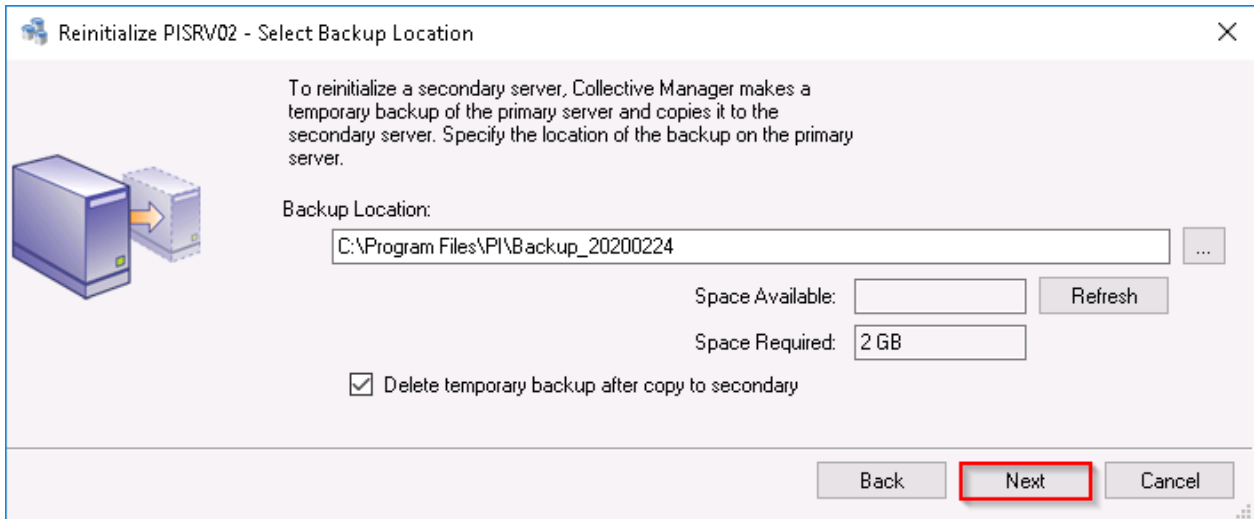 Reinitialize PISRV02 - Select Backup Location
To reinitialize a secondary server, Collective Manager makes a
temporary backup of the primary server and copies it to the
secondary server. Specify the location of the backup on the primary
server.
Backup Location:
C:\Program Files\PI\Backup_20200224
...
Space Available:
Refresh
Space Required: 2 GB
Delete temporary backup after copy to secondary
Back Next Cancel